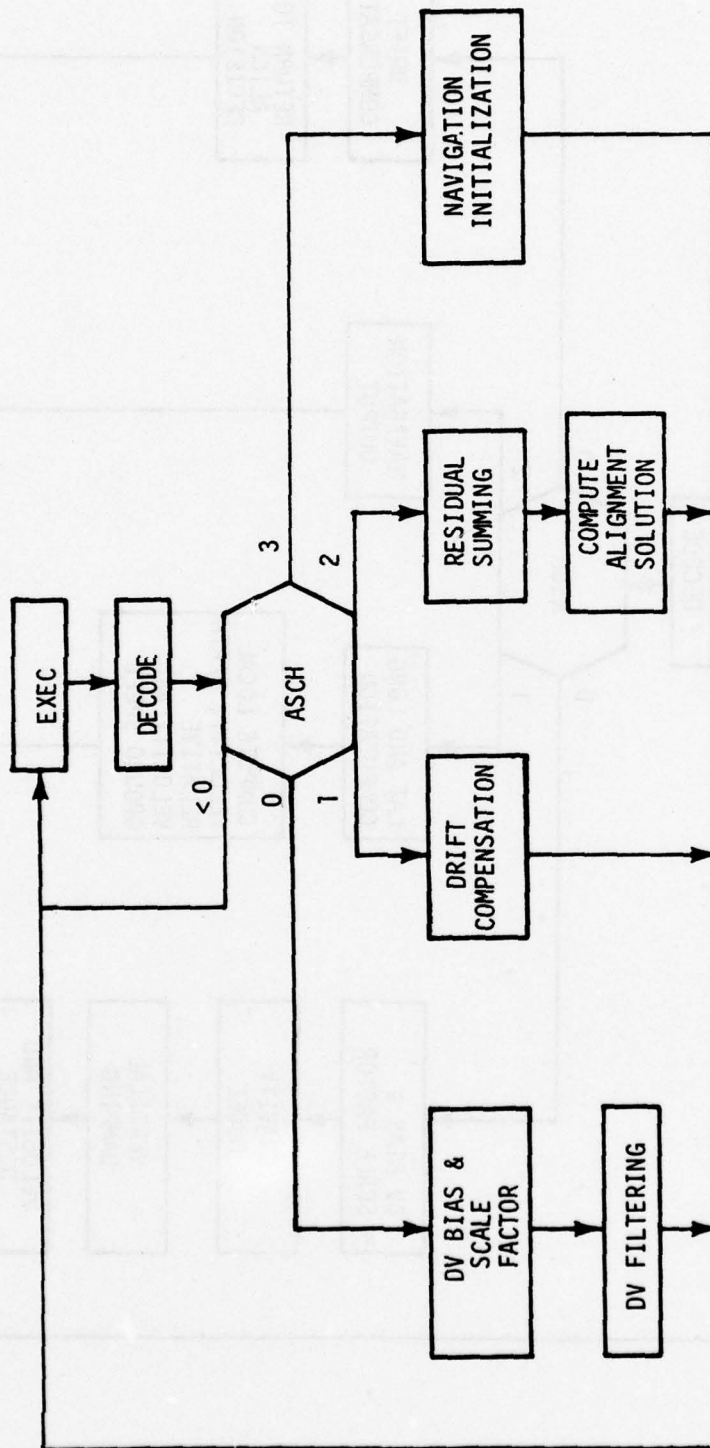 EXEC
DECODE
ASCH
< 0
0
1
2
3
DV BIAS &
SCALE
FACTOR
DV FILTERING
DRIFT
COMPENSATION
RESIDUAL
SUMMING
COMPUTE
ALIGNMENT
SOLUTION
NAVIGATION
INITIALIZATION